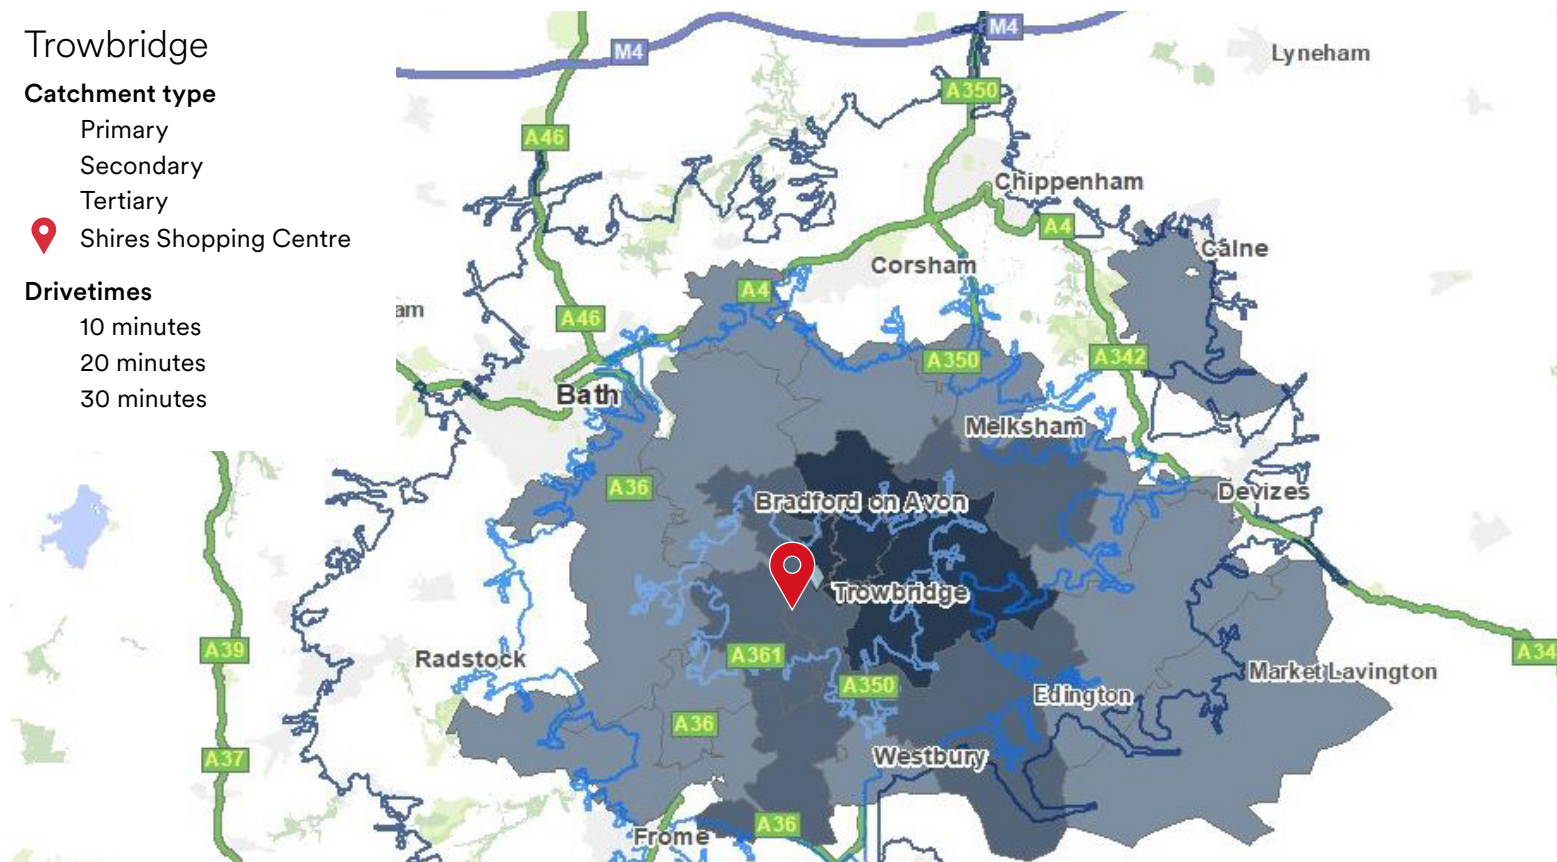 Trowbridge
Catchment type
Primary
Secondary
Tertiary
Shires Shopping Centre
Drivetimes
10 minutes
20 minutes
30 minutes
M4
M4
Lyneham
A350
A46
Chippenham
A4
Calne
Corsham
A4
am
A46
A350
A342
Bath
Melksham
A36
Bradford on Avon
Devizes
Trowbridge
A39
Radstock
A361
A34
Market Lavington
A350
Edington
A36
A37
Westbury
Frome
A36